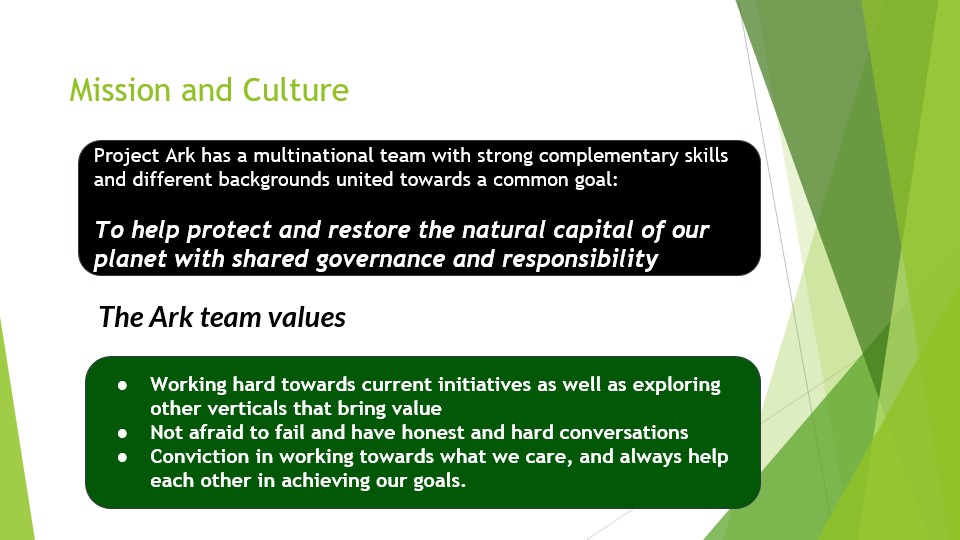 Mission and Culture
Project Ark has a multinational team with strong complementary skills
and different backgrounds united towards a common goal:
To help protect and restore the natural capital of our
planet with shared governance and responsibility
The Ark team values
● Working hard towards current initiatives as well as exploring
other verticals that bring value
● Not afraid to fail and have honest and hard conversations
● Conviction in working towards what we care, and always help
each other in achieving our goals.